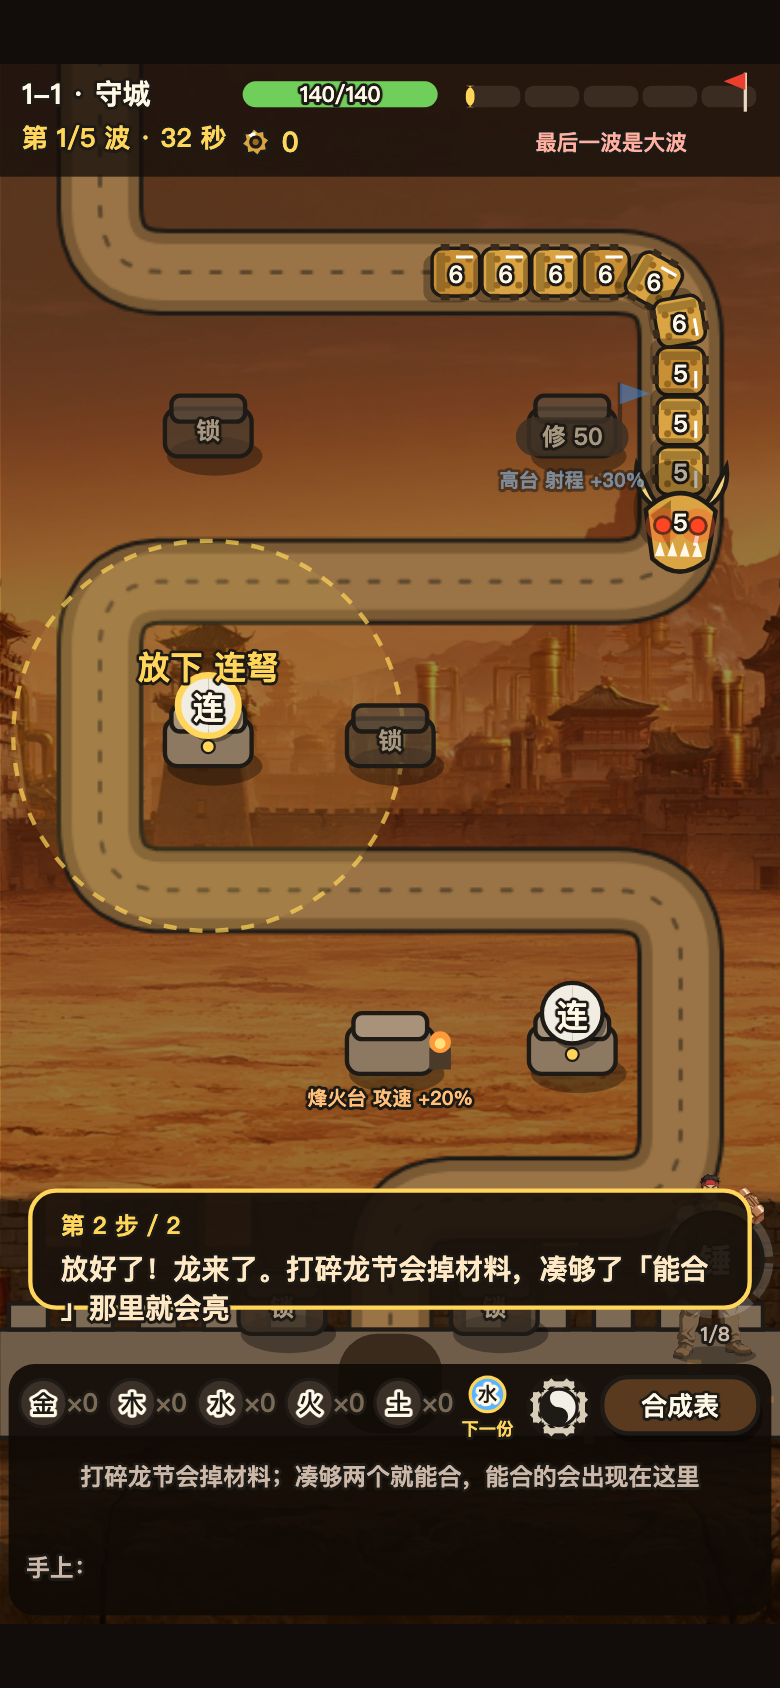 1–1 · 守城
140/140
第 1/5 波 · 32 秒
0
最后一波是大波
6
6
6
6
6
6
5
5
5
5
锁
修 50
高台 射程 +30%
放下 连弩
连
锁
连
烽火台 攻速 +20%
第 2 步 / 2
放好了！龙来了。打碎龙节会掉材料，凑够了「能合
」那里就会亮
锤
锁
锁
1/8
金 ×0 木 ×0 水 ×0 火 ×0 土 ×0
水
下一份
合成表
打碎龙节会掉材料；凑够两个就能合，能合的会出现在这里
手上：